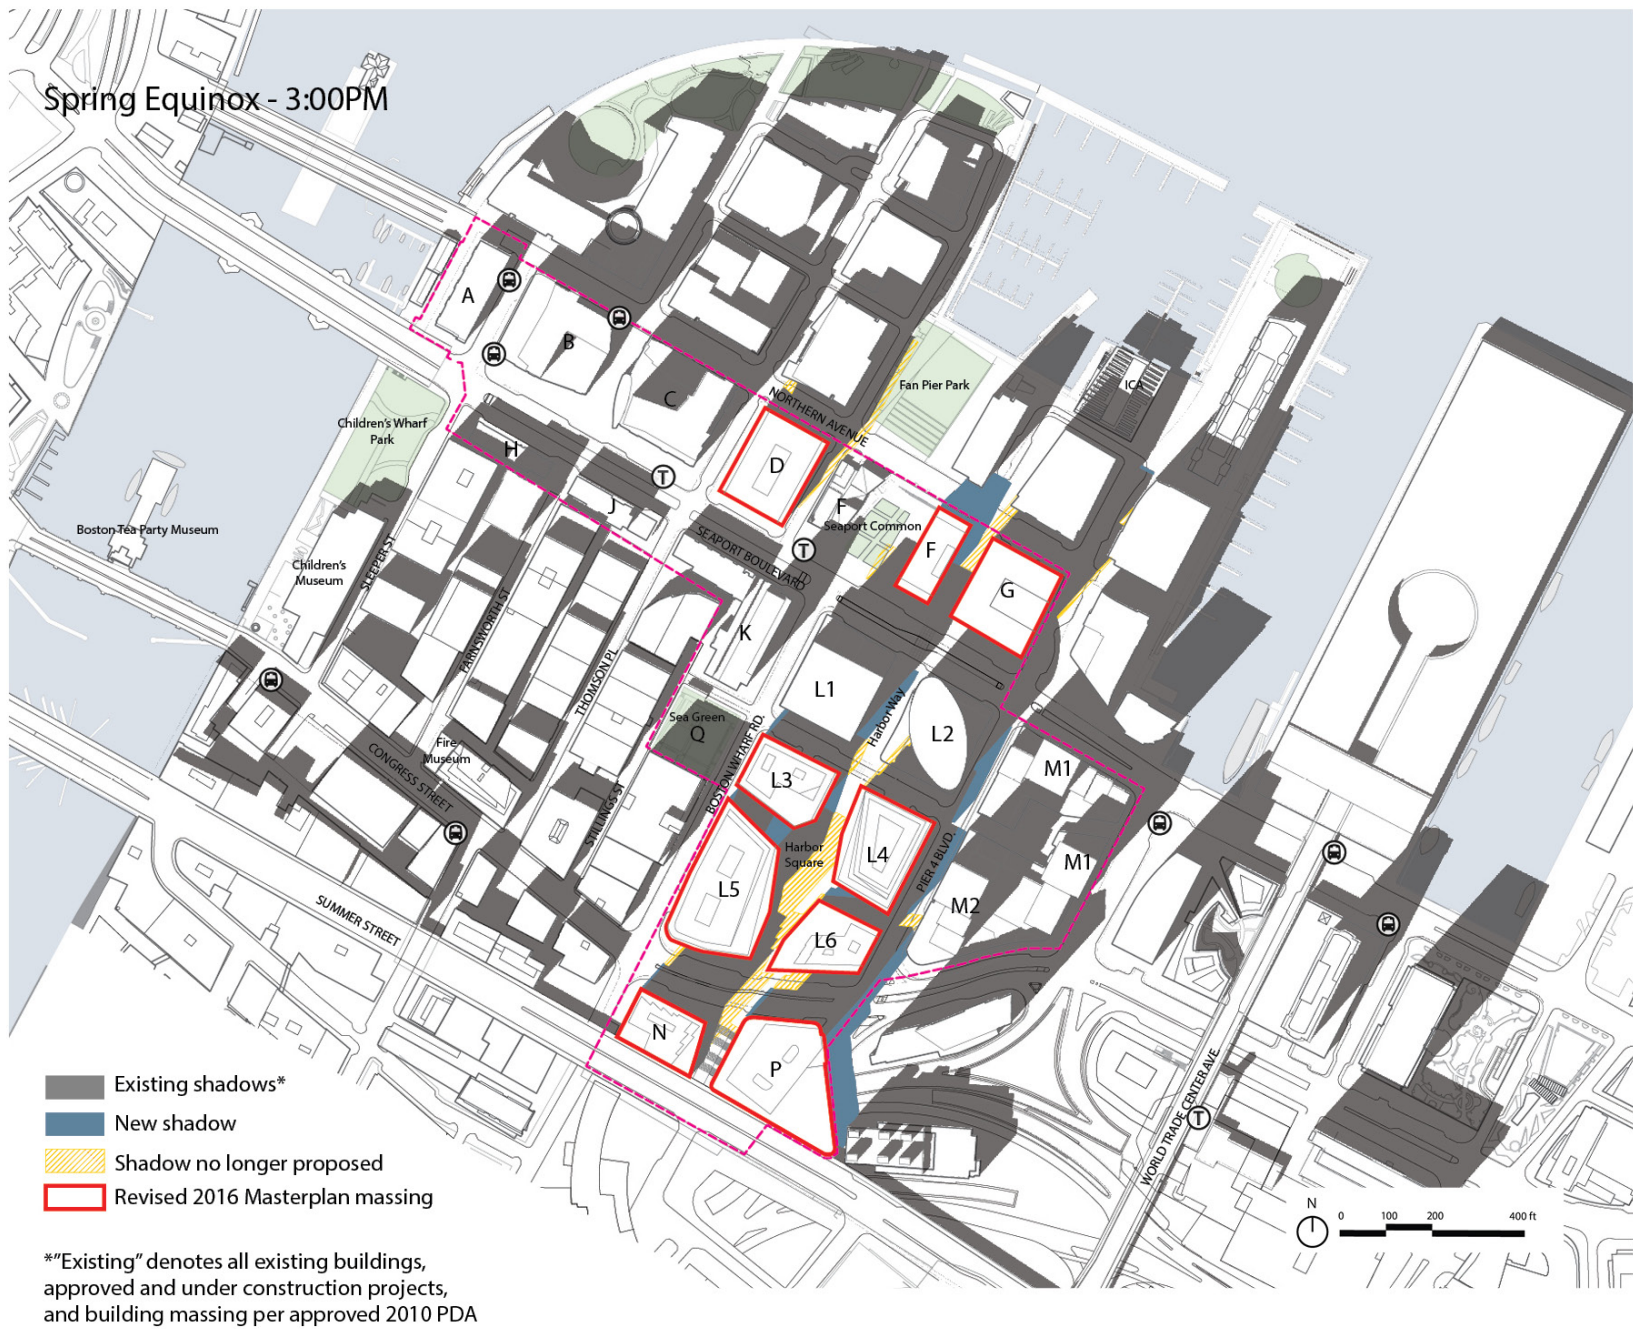 Spring Equinox - 3:00PM
A
B
C
NORTHERN AVENUE
Fan Pier Park
ICA
Children's Wharf
Park
H
T
D
J
F
Seaport Common
SEAPORT BOULEVARD
T
F
G
Boston Tea Party Museum
Children's
Museum
SLEEPER ST
FARNSWORTH ST
THOMSON PL
K
L1
Harbor Way
L2
Sea Green
Q
BOSTON WHARF RD.
Fire
Museum
CONGRESS STREET
STILLINGS ST
L3
M1
Harbor
Square
L4
PIER 4 BLVD.
M1
L5
M2
L6
SUMMER STREET
N
P
WORLD TRADE CENTER AVE
T
Existing shadows*
New shadow
Shadow no longer proposed
Revised 2016 Masterplan massing
N
0 100 200 400 ft
*"Existing" denotes all existing buildings,
approved and under construction projects,
and building massing per approved 2010 PDA